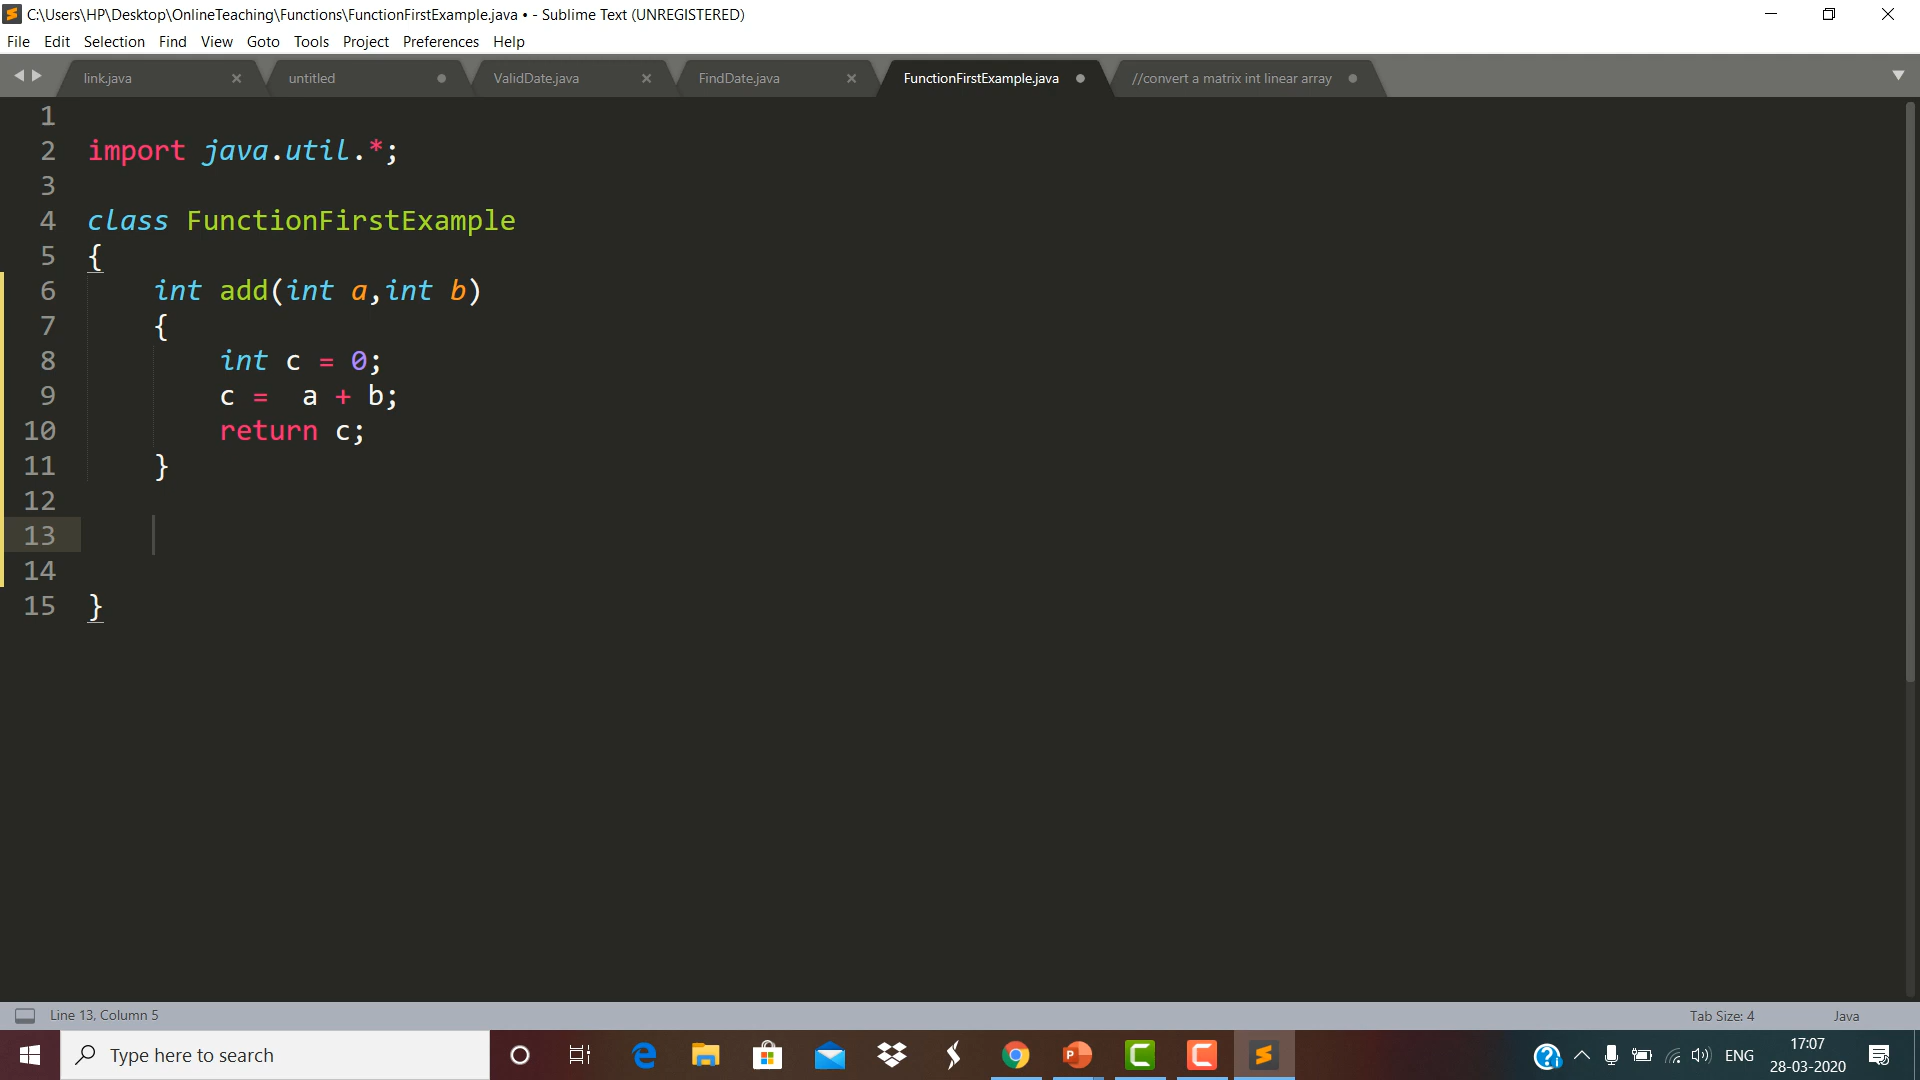 C:\Users\HP\Desktop\OnlineTeaching\Functions\FunctionFirstExample.java • - Sublime Text (UNREGISTERED)
File Edit Selection Find View Goto Tools Project Preferences Help
link.java untitled ValidDate.java FindDate.java FunctionFirstExample.java //convert a matrix int linear array
1
2 import java.util.*;
3
4 class FunctionFirstExample
5 {
6 int add(int a,int b)
7 {
8 int c = 0;
9 c =  a + b;
10 return c;
11 }
12
13
14
15 }
Line 13, Column 5 Tab Size: 4 Java
Type here to search ENG 17:07
28-03-2020